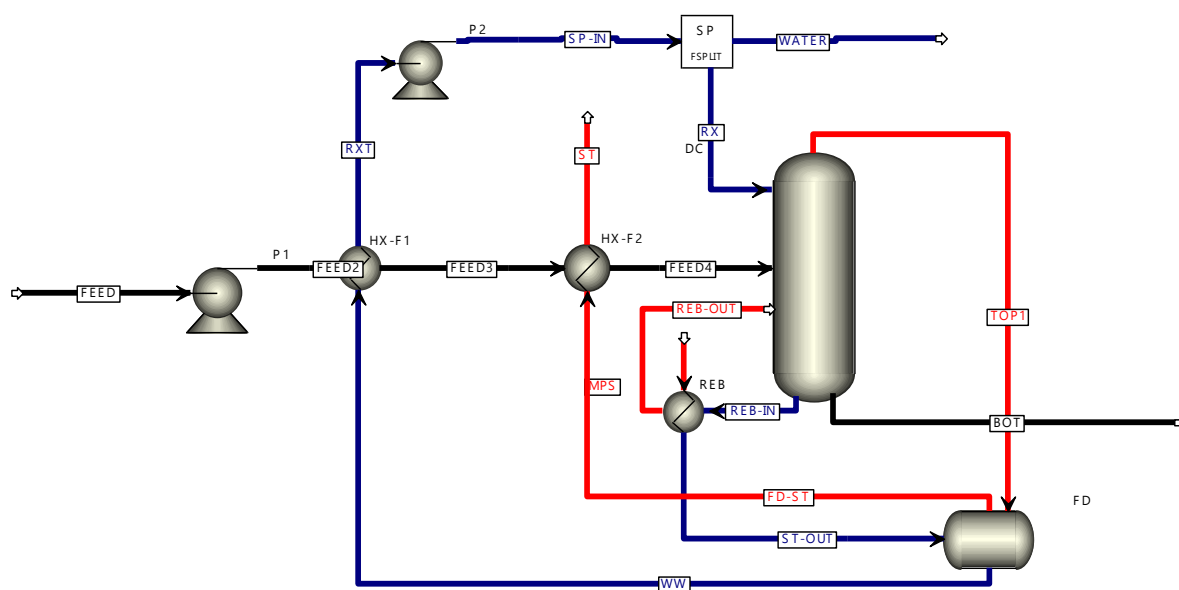 P2
SP-IN
SP
FSPLIT
WATER
RXT
ST
RX
DC
HX-F1
HX-F2
P1
FEED2
FEED3
FEED4
FEED
REB-OUT
TOP1
MPS
REB
REB-IN
BOT
FD-ST
FD
ST-OUT
WW